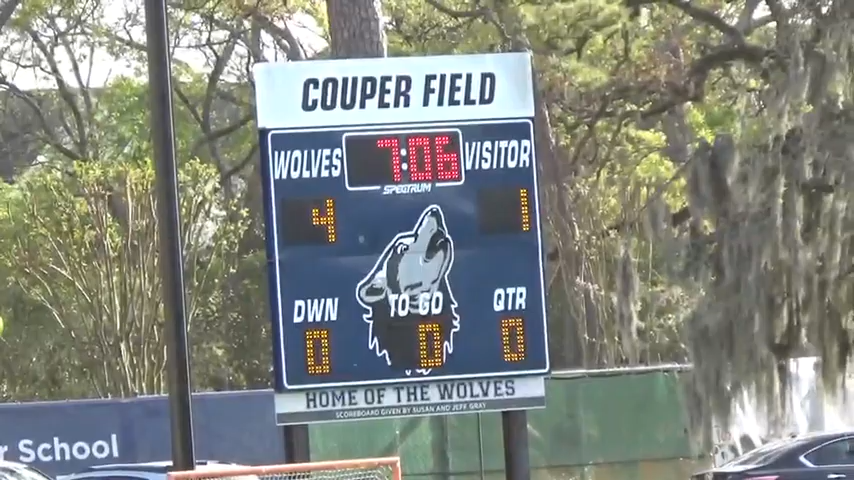 COUPER FIELD
WOLVES 7:05 VISITOR
SPECTRUM
4 1
DWN TO GO QTR
0 0 0
HOME OF THE WOLVES
SCOREBOARD GIVEN BY SUSAN AND JEFF GRAY
r School